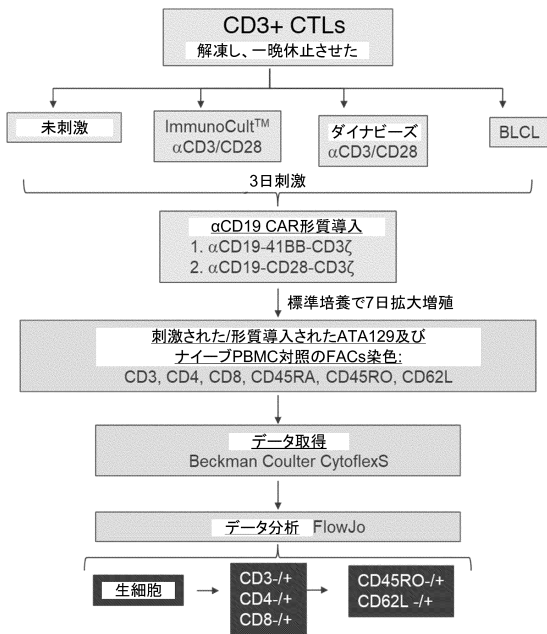 CD3+ CTLs
解凍し、一晩休止させた
未刺激
ImmunoCult™
αCD3/CD28
ダイナビーズ
αCD3/CD28
BLCL
3日刺激
αCD19 CAR形質導入
1. αCD19-41BB-CD3ζ
2. αCD19-CD28-CD3ζ
標準培養で7日拡大増殖
刺激された/形質導入されたATA129及び
ナイーブPBMC対照のFACs染色:
CD3, CD4, CD8, CD45RA, CD45RO, CD62L
データ取得
Beckman Coulter CytoflexS
データ分析 FlowJo
生細胞
CD3-/+
CD4-/+
CD8-/+
CD45RO-/+
CD62L -/+